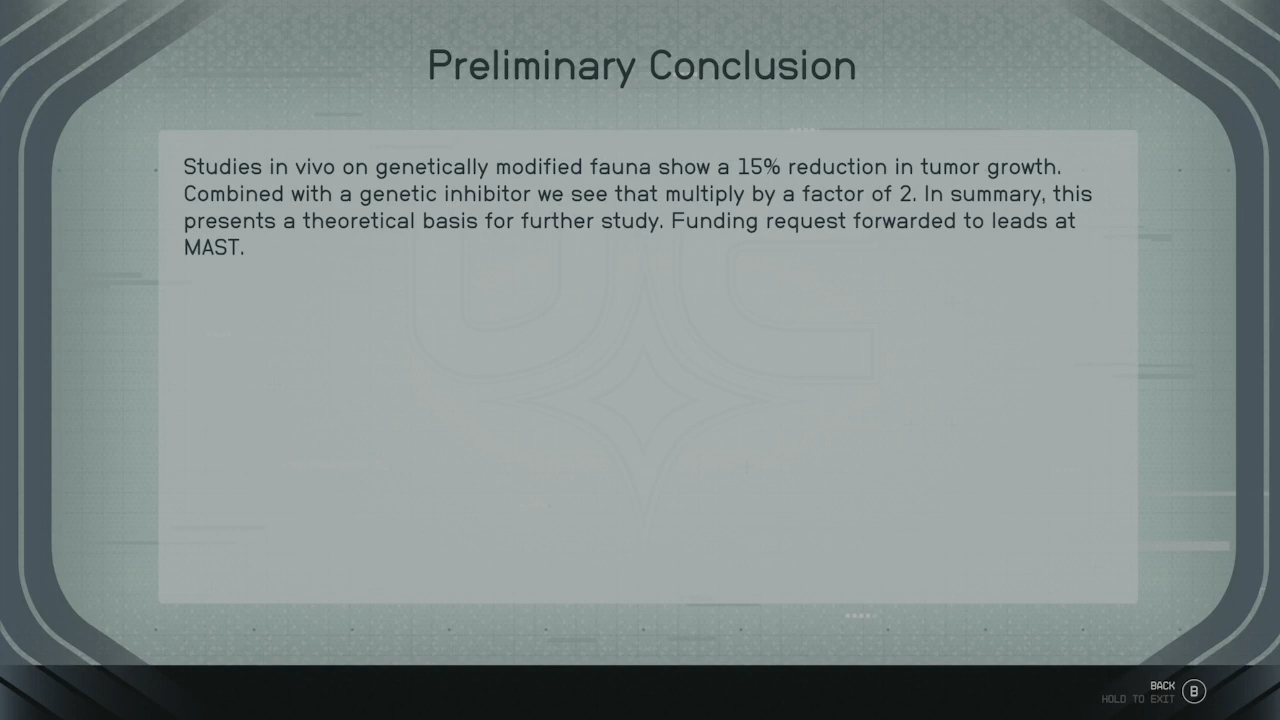 Preliminary Conclusion
Studies in vivo on genetically modified fauna show a 15% reduction in tumor growth.
Combined with a genetic inhibitor we see that multiply by a factor of 2. In summary, this
presents a theoretical basis for further study. Funding request forwarded to leads at
MAST.
UC
BACK
B
HOLD TO EXIT